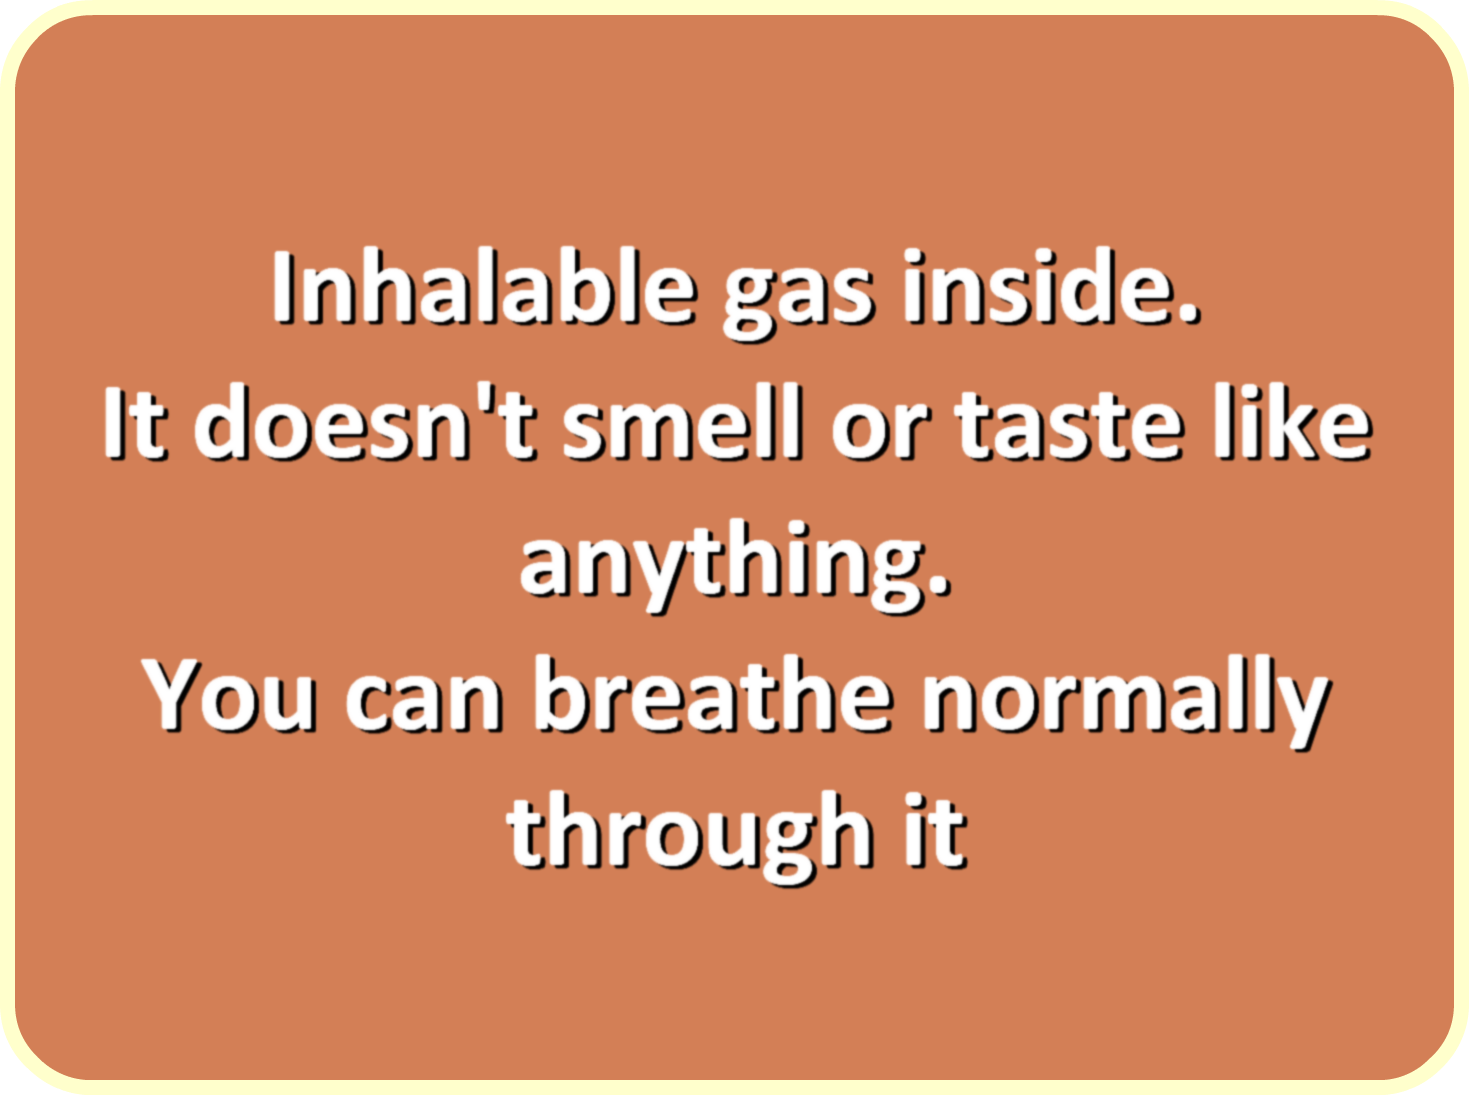 Inhalable gas inside.
It doesn't smell or taste like
anything.
You can breathe normally
through it